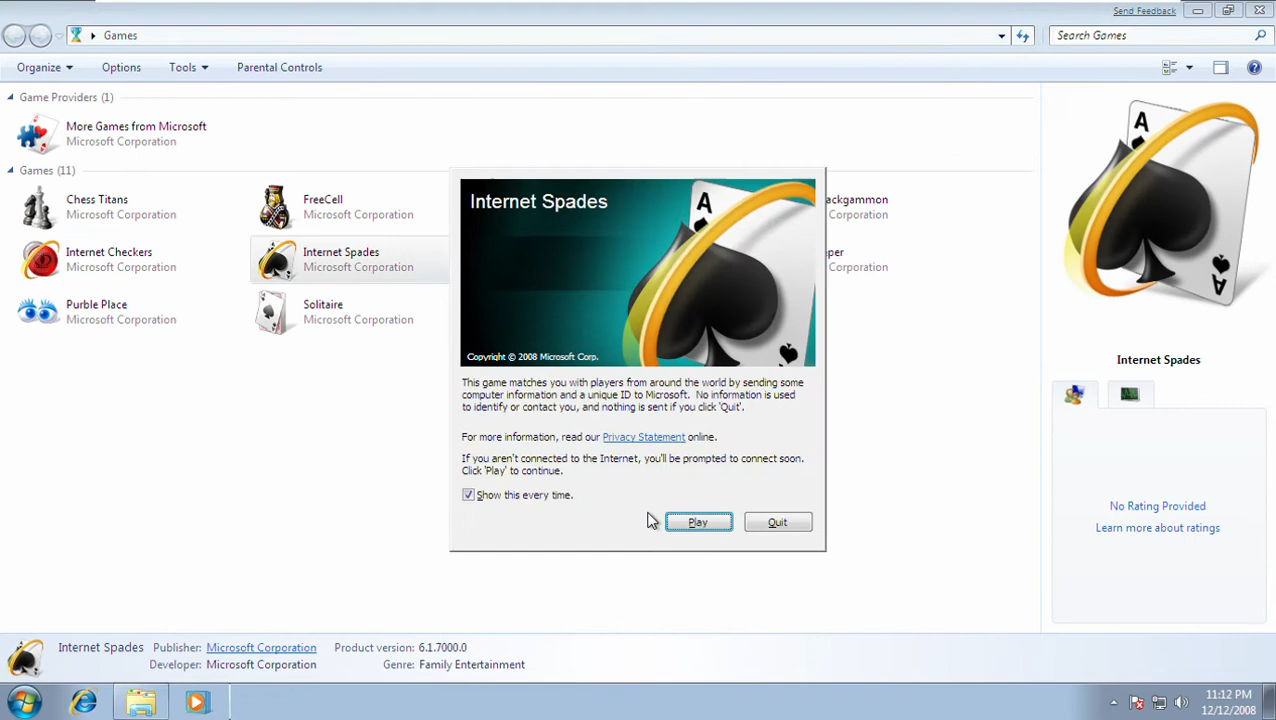 Send Feedback
Games
Search Games
Organize Options Tools Parental Controls
Game Providers (1)
More Games from Microsoft
Microsoft Corporation
Games (11)
Chess Titans
Microsoft Corporation
FreeCell
Microsoft Corporation
ackgammon
Corporation
Internet Checkers
Microsoft Corporation
Internet Spades
Microsoft Corporation
per
Corporation
Purble Place
Microsoft Corporation
Solitaire
Microsoft Corporation
Internet Spades
A
Copyright © 2008 Microsoft Corp.
This game matches you with players from around the world by sending some
computer information and a unique ID to Microsoft. No information is used
to identify or contact you, and nothing is sent if you click 'Quit'.
For more information, read our Privacy Statement online.
If you aren't connected to the Internet, you'll be prompted to connect soon.
Click 'Play' to continue.
Show this every time.
Play Quit
A
A
Internet Spades
No Rating Provided
Learn more about ratings
Internet Spades Publisher: Microsoft Corporation Product version: 6.1.7000.0
Developer: Microsoft Corporation Genre: Family Entertainment
11:12 PM
12/12/2008